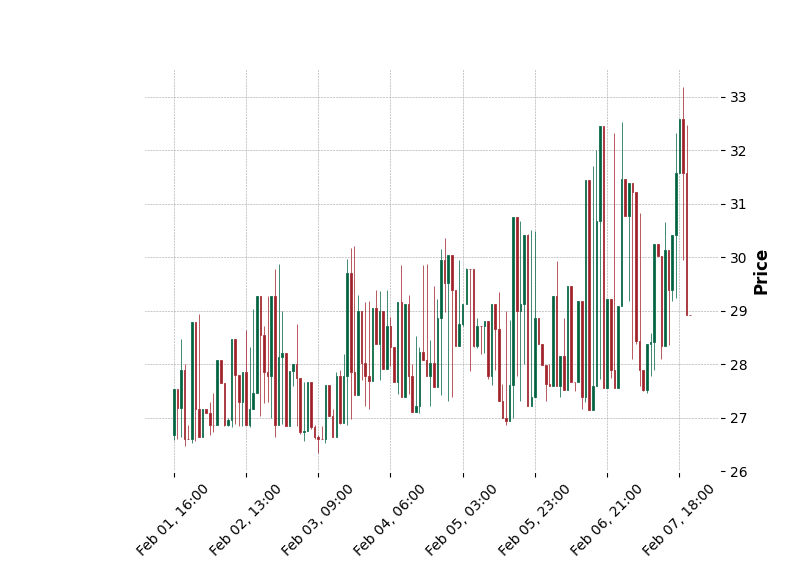 33
32
31
30
29
28
27
26
Price
Feb 01, 16:00
Feb 02, 13:00
Feb 03, 09:00
Feb 04, 06:00
Feb 05, 03:00
Feb 05, 23:00
Feb 06, 21:00
Feb 07, 18:00